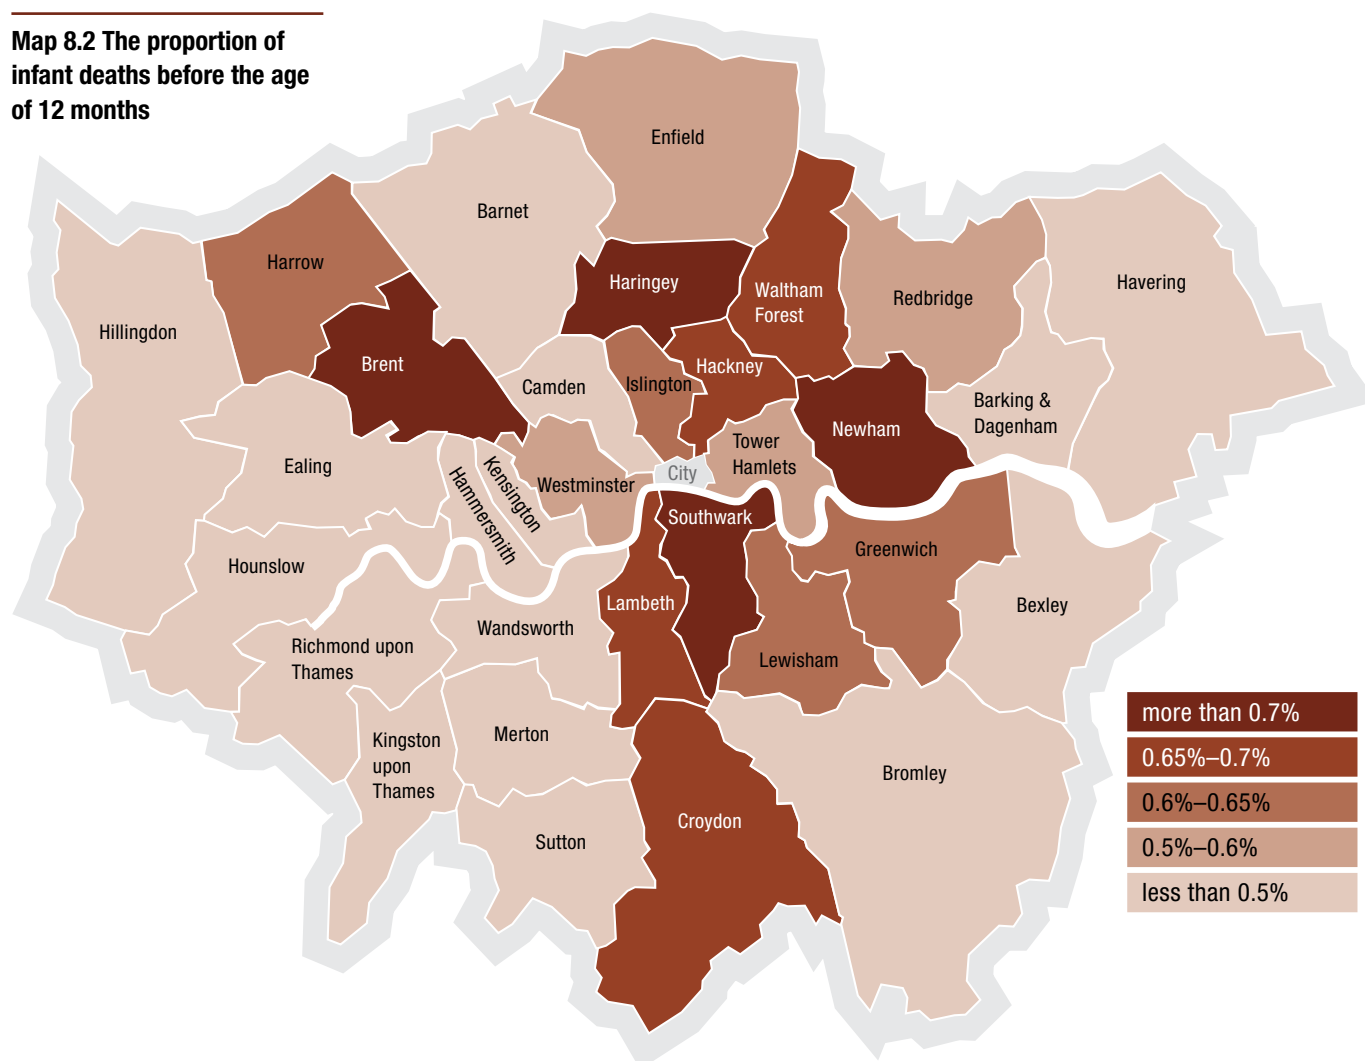 Map 8.2 The proportion of
infant deaths before the age
of 12 months
Enfield
Barnet
Harrow
Haringey
Waltham
Forest
Redbridge
Havering
Hillingdon
Brent
Camden
Islington
Hackney
Barking &
Dagenham
Newham
Tower
Hamlets
Ealing
Hammersmith
Kensington
Westminster
City
Southwark
Greenwich
Hounslow
Lambeth
Bexley
Wandsworth
Richmond upon
Thames
Lewisham
Kingston
upon
Thames
Merton
Bromley
Croydon
Sutton
more than 0.7%
0.65%–0.7%
0.6%–0.65%
0.5%–0.6%
less than 0.5%